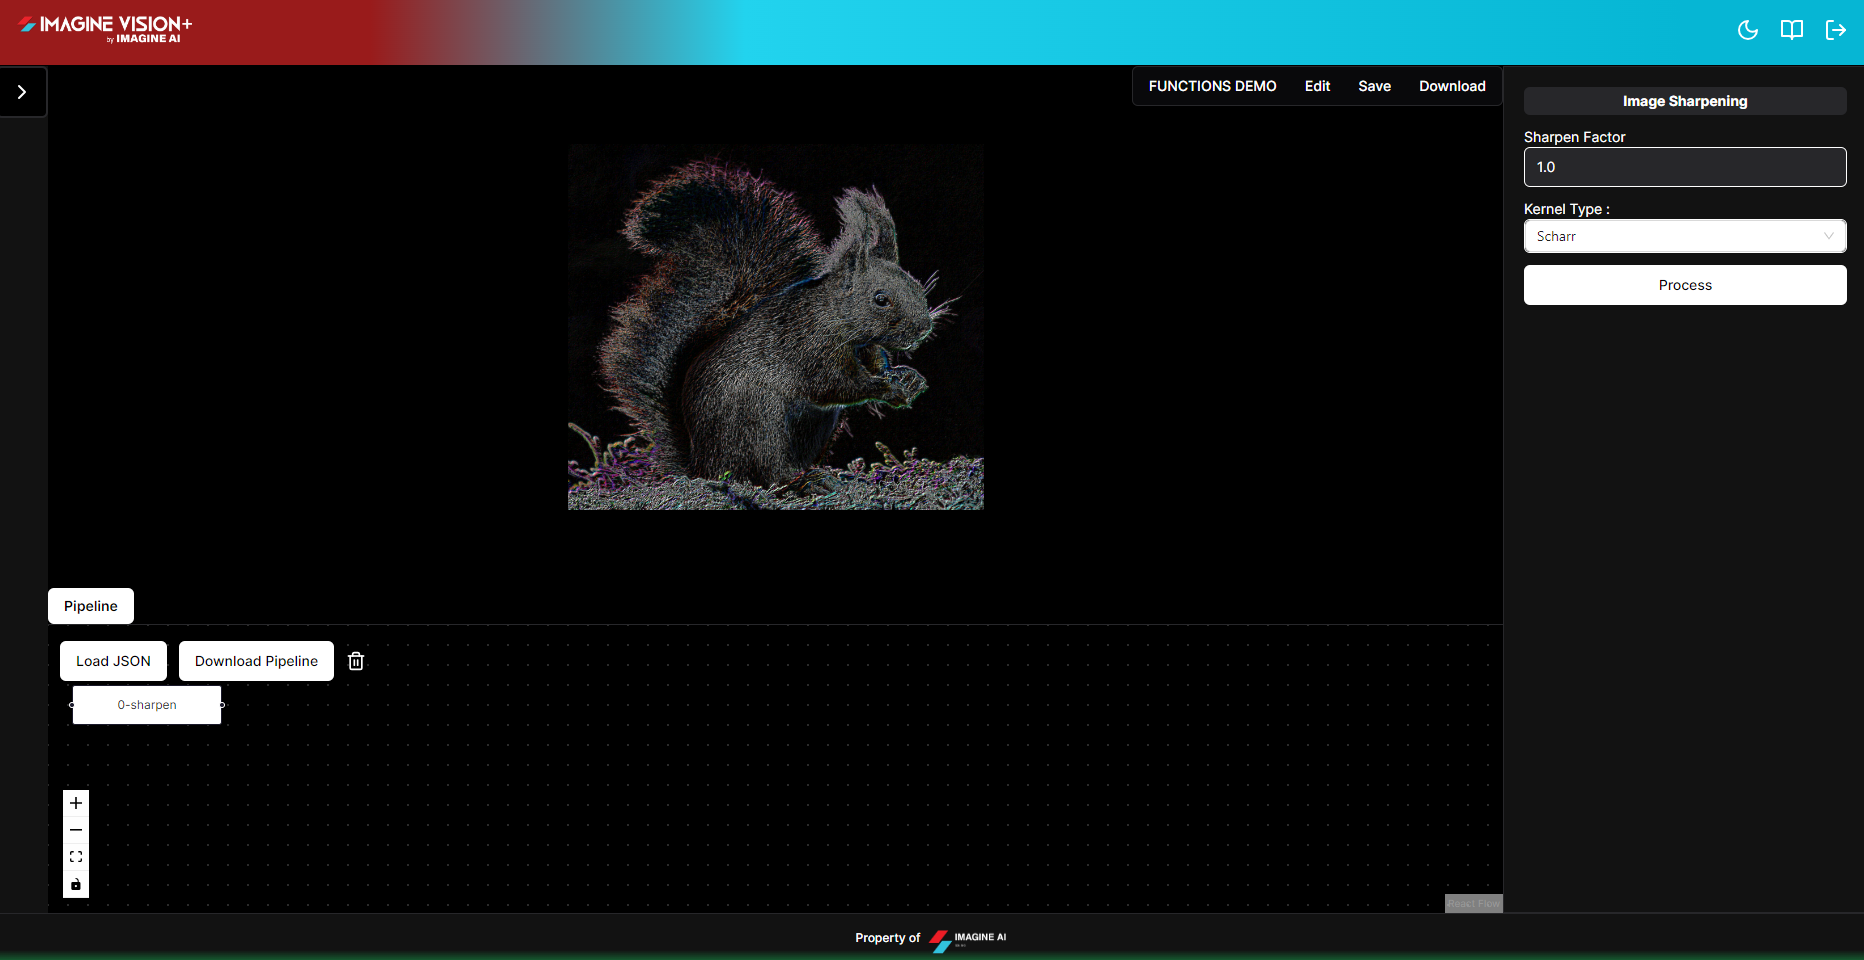 IMAGINE VISION+
by IMAGINE AI
FUNCTIONS DEMO
Edit
Save
Download
Image Sharpening
Sharpen Factor
1.0
Kernel Type :
Scharr
Process
Pipeline
Load JSON
Download Pipeline
0-sharpen
React Flow
Property of
IMAGINE AI